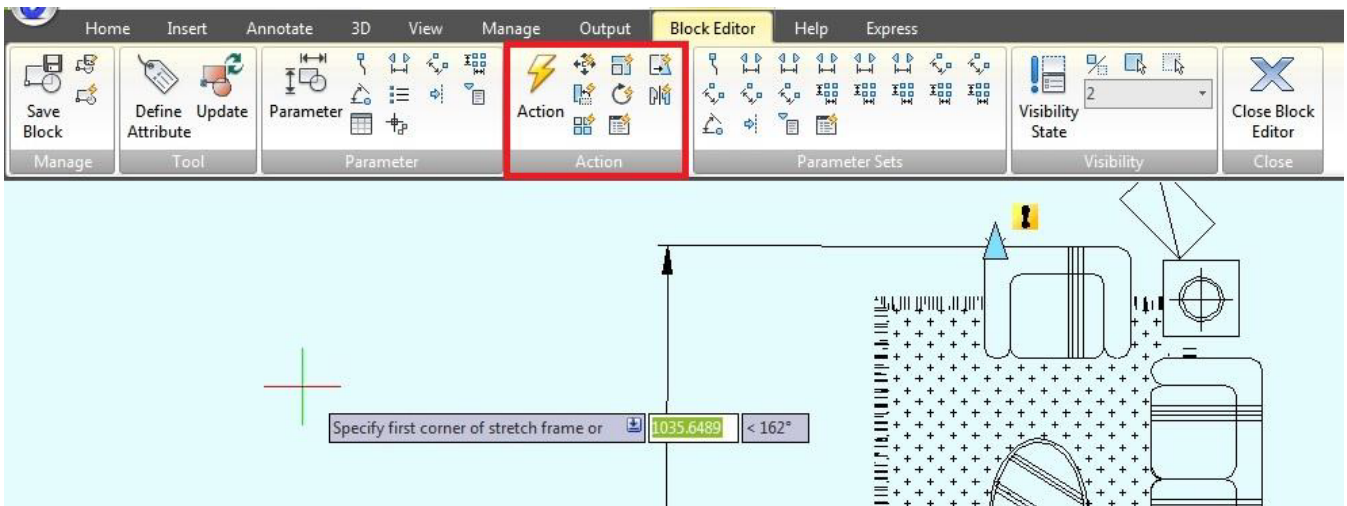 Home Insert Annotate 3D View Manage Output Block Editor Help Express
Save
Block
Define
Attribute
Update
Parameter
Action
2
Visibility
State
Close Block
Editor
Manage Tool Parameter Action Parameter Sets Visibility Close
Specify first corner of stretch frame or 1035.6489 < 162°